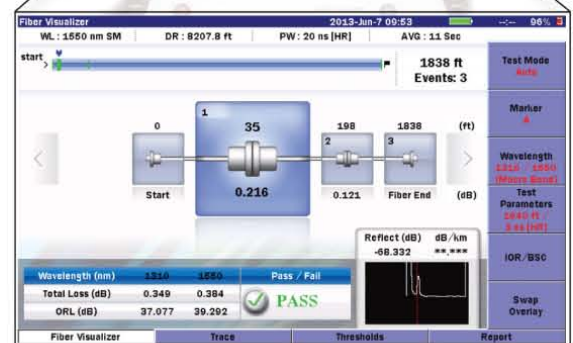 Fiber Visualizer 2013-Jun-7 09:53 --:-- 96%
WL : 1550 nm SM DR : 8207.8 ft PW : 20 ns [HR] AVG : 11 Sec
start
1838 ft
Events: 3
0 1 35 198 1838 (ft)
2 3
Start 0.216 0.121 Fiber End (dB)
Reflect (dB) dB/km
-68.332 **.***
Wavelength (nm) 1310 1550 Pass / Fail
Total Loss (dB) 0.349 0.384 PASS
ORL (dB) 37.077 39.292
Fiber Visualizer Trace Thresholds Report
Test Mode
Auto
Marker
A
Wavelength
1310 / 1550
(Macro Bend)
Test
Parameters
1640 ft /
IOR/BSC
Swap
Overlay